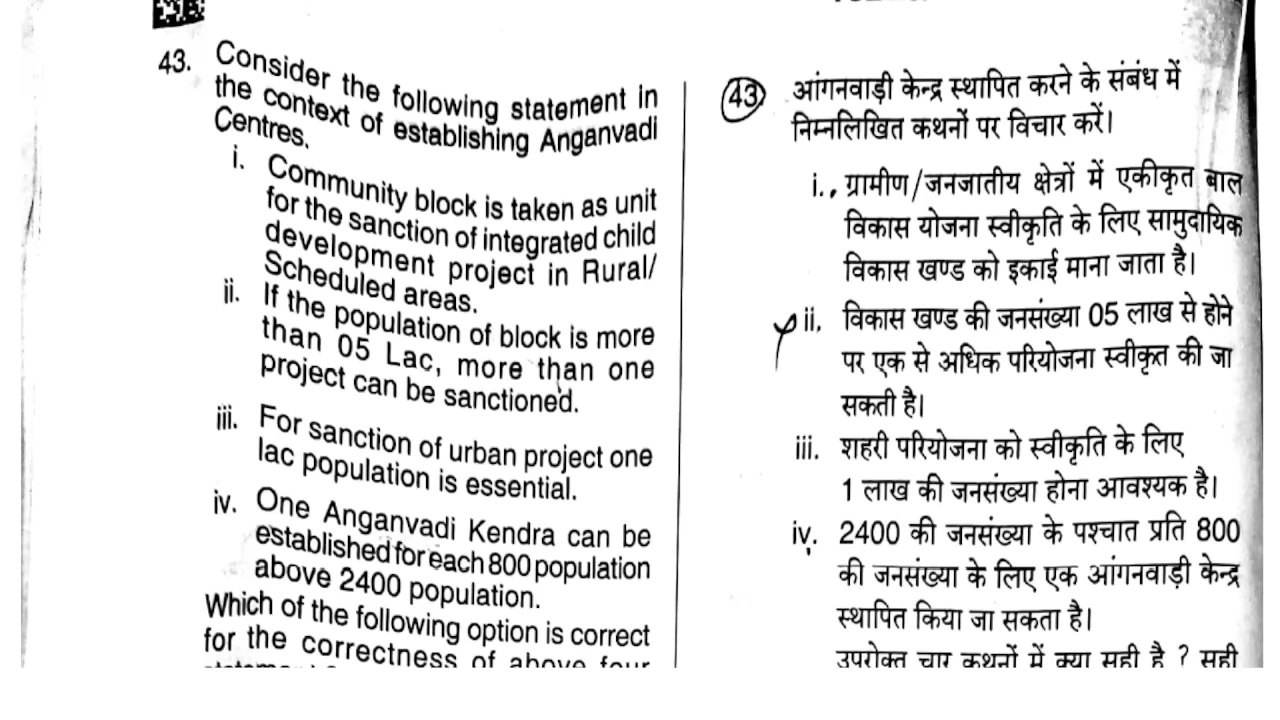 43. Consider the following statement in
the context of establishing Anganvadi
Centres.
i. Community block is taken as unit
for the sanction of integrated child
development project in Rural/
Scheduled areas.
ii. If the population of block is more
than 05 Lac, more than one
project can be sanctioned.
iii. For sanction of urban project one
lac population is essential.
iv. One Anganvadi Kendra can be
established for each 800 population
above 2400 population.
Which of the following option is correct
for the correctness of above four
43 आंगनवाड़ी केन्द्र स्थापित करने के संबंध में
निम्नलिखित कथनों पर विचार करें।
i. ग्रामीण/जनजातीय क्षेत्रों में एकीकृत बाल
विकास योजना स्वीकृति के लिए सामुदायिक
विकास खण्ड को इकाई माना जाता है।
ii. विकास खण्ड की जनसंख्या 05 लाख से होने
पर एक से अधिक परियोजना स्वीकृत की जा
सकती है।
iii. शहरी परियोजना को स्वीकृति के लिए
1 लाख की जनसंख्या होना आवश्यक है।
iv. 2400 की जनसंख्या के पश्चात प्रति 800
की जनसंख्या के लिए एक आंगनवाड़ी केन्द्र
स्थापित किया जा सकता है।
उपरोक्त चार कथनों में क्या सही है ? सही